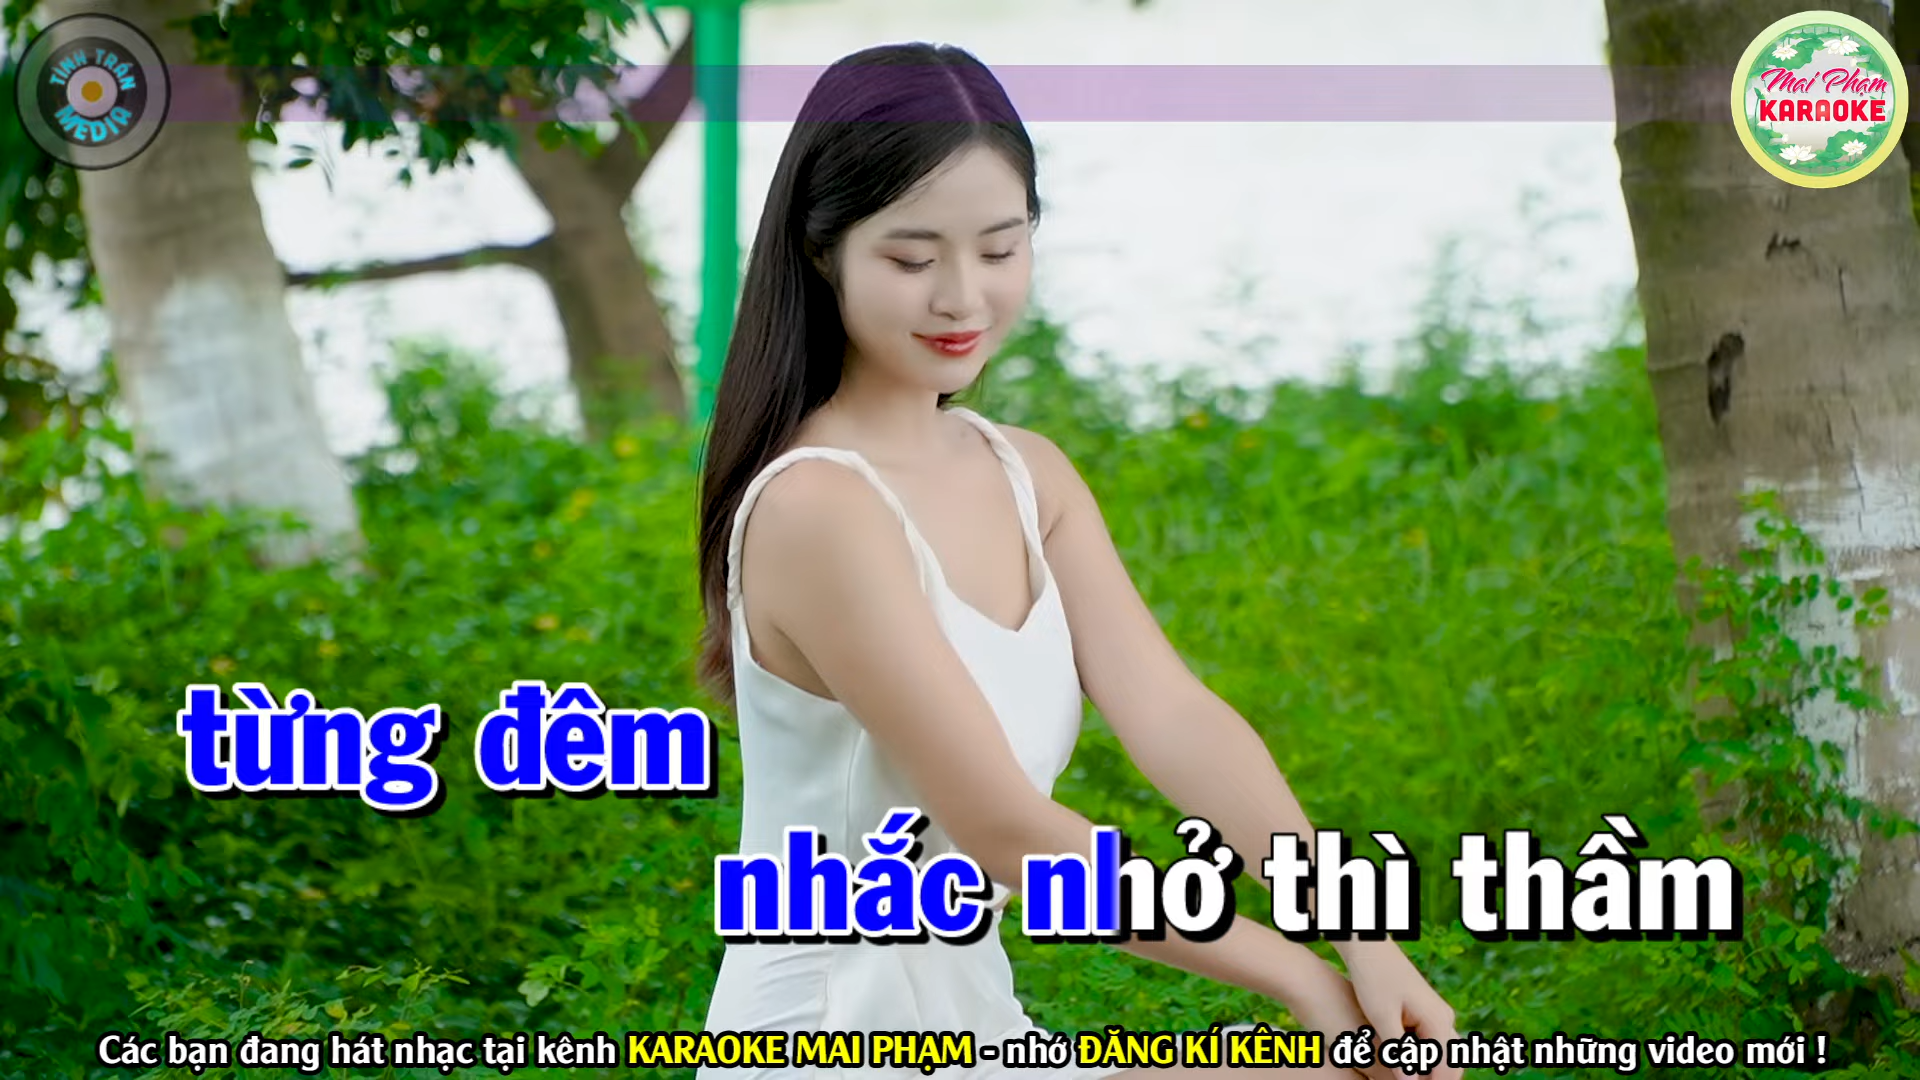 TÌNH TRẦN
MEDIA
Mai Phạm
KARAOKE
từng đêm
nhắc nhở thì thầm
Các bạn đang hát nhạc tại kênh KARAOKE MAI PHẠM - nhớ ĐĂNG KÍ KÊNH để cập nhật những video mới !